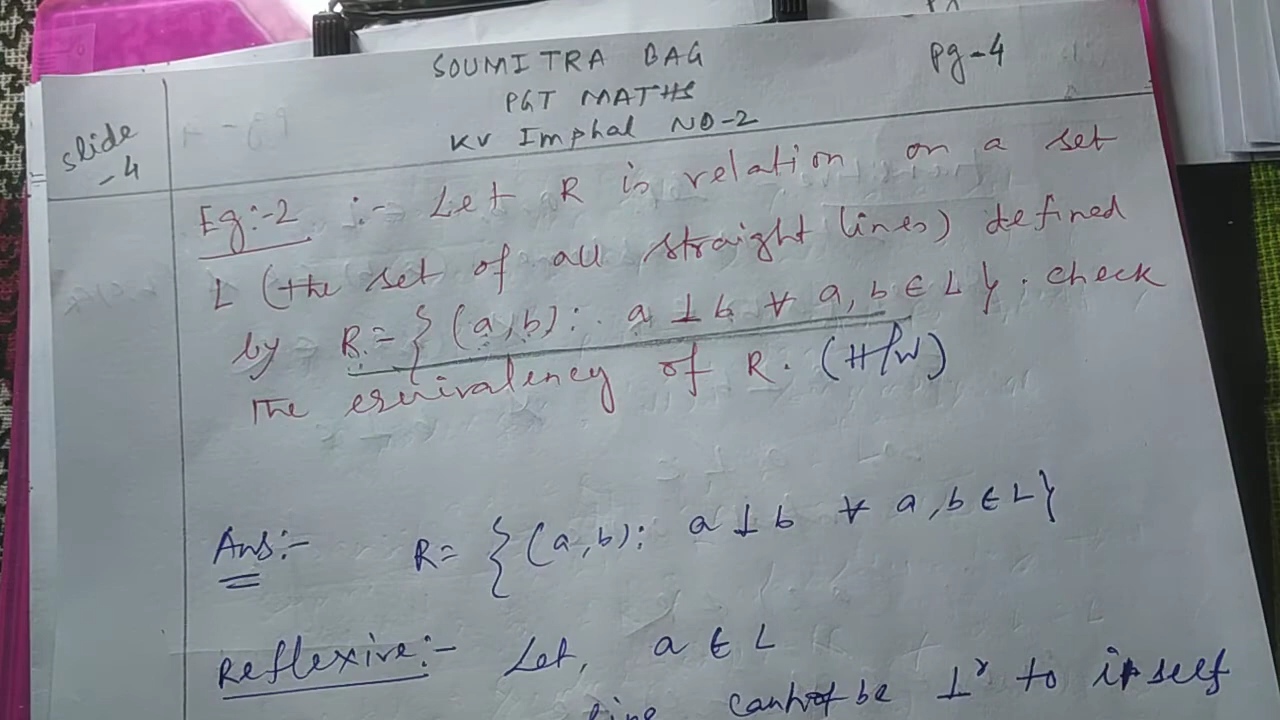 SOUMITRA BAG pg-4
PGT MATHS
KV Imphal NO-2
slide
-4
Eg:-2 :- Let R is relation on a set
L (the set of all straight lines) defined
by R = {(a,b): a ⊥ b ∀ a, b ∈ L}. check
The equivalency of R. (H/W)
Ans:- R = {(a, b): a ⊥ b ∀ a, b ∈ L}
Reflexive:- Let, a ∈ L
line cannot be ⊥r to itself